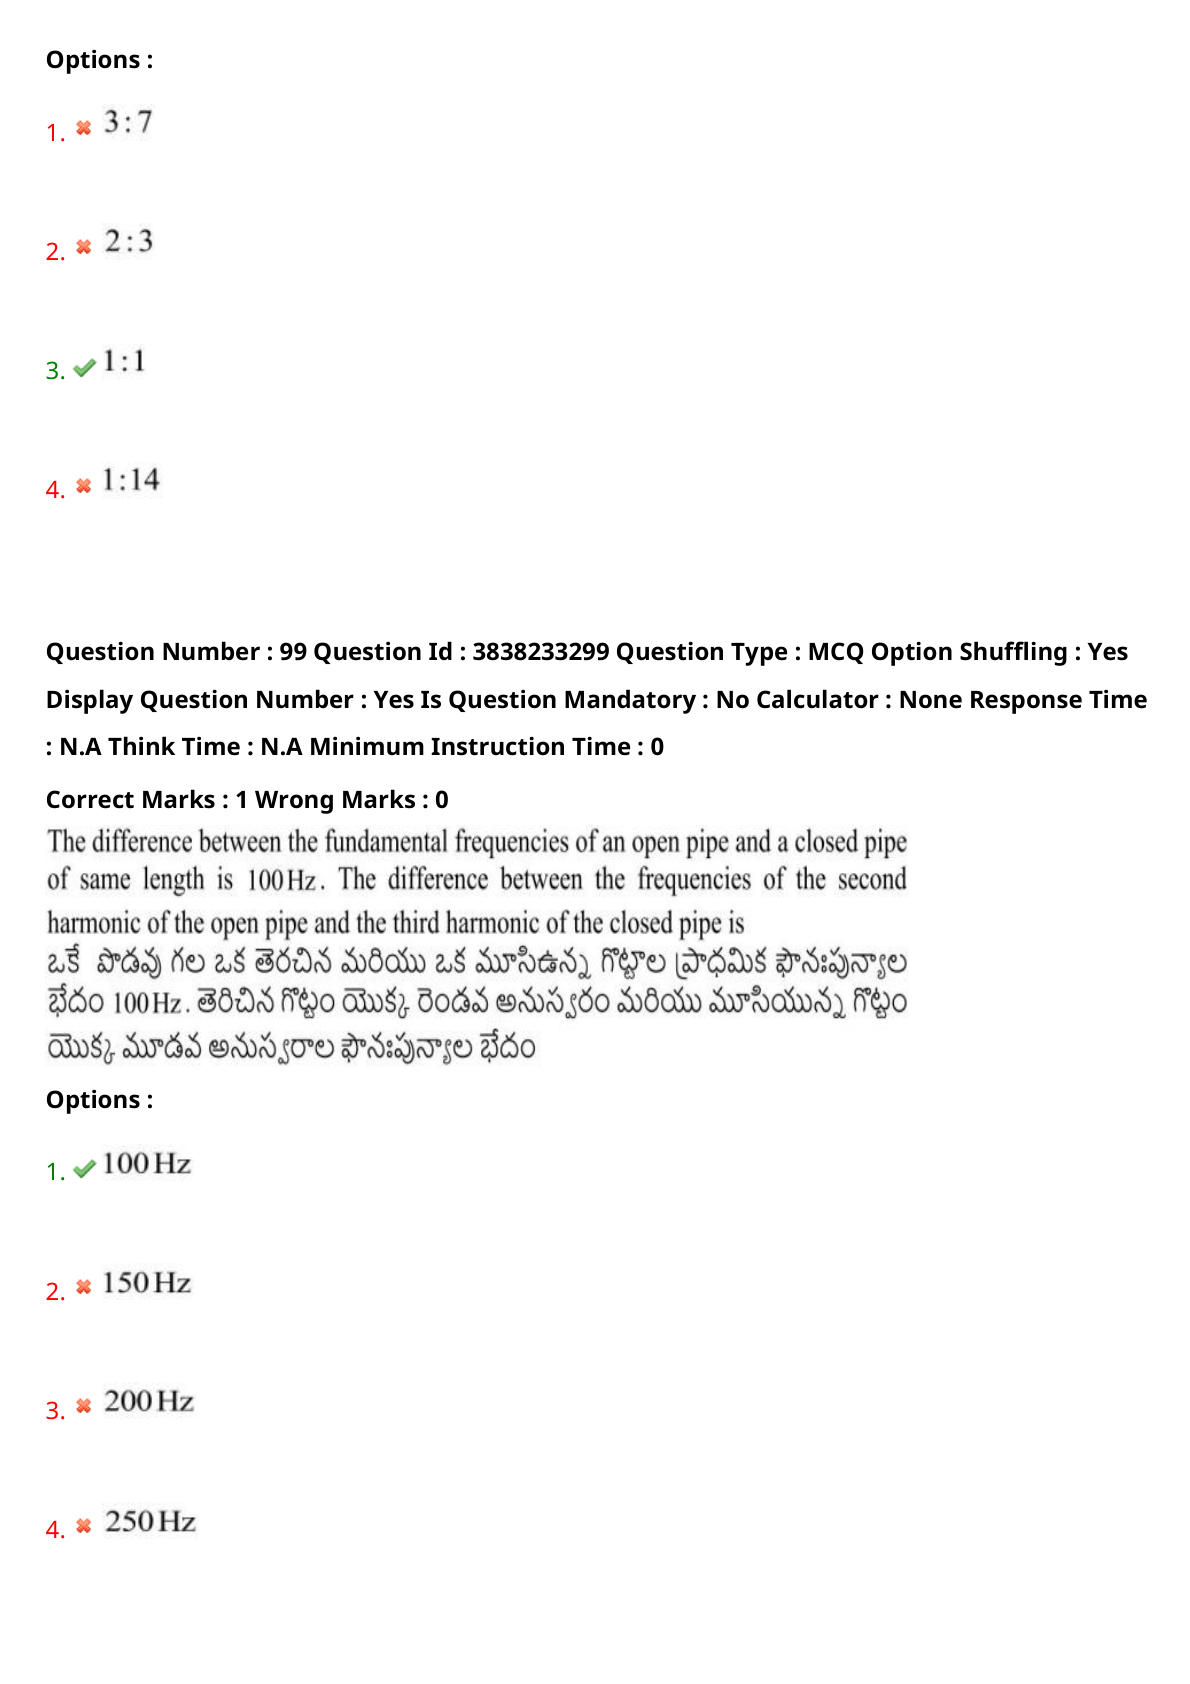 Options :
1. 3:7
2. 2:3
3. 1:1
4. 1:14
Question Number : 99 Question Id : 3838233299 Question Type : MCQ Option Shuffling : Yes
Display Question Number : Yes Is Question Mandatory : No Calculator : None Response Time
: N.A Think Time : N.A Minimum Instruction Time : 0
Correct Marks : 1 Wrong Marks : 0
The difference between the fundamental frequencies of an open pipe and a closed pipe
of same length is 100 Hz. The difference between the frequencies of the second
harmonic of the open pipe and the third harmonic of the closed pipe is
ఒకే పొడవు గల ఒక తెరచిన మరియు ఒక మూసిఉన్న గొట్టాల ప్రాధమిక ఫౌనఃపున్యాల
భేదం 100 Hz. తెరిచిన గొట్టం యొక్క రెండవ అనుస్వరం మరియు మూసియున్న గొట్టం
యొక్క మూడవ అనుస్వరాల ఫౌనఃపున్యాల భేదం
Options :
1. 100 Hz
2. 150 Hz
3. 200 Hz
4. 250 Hz